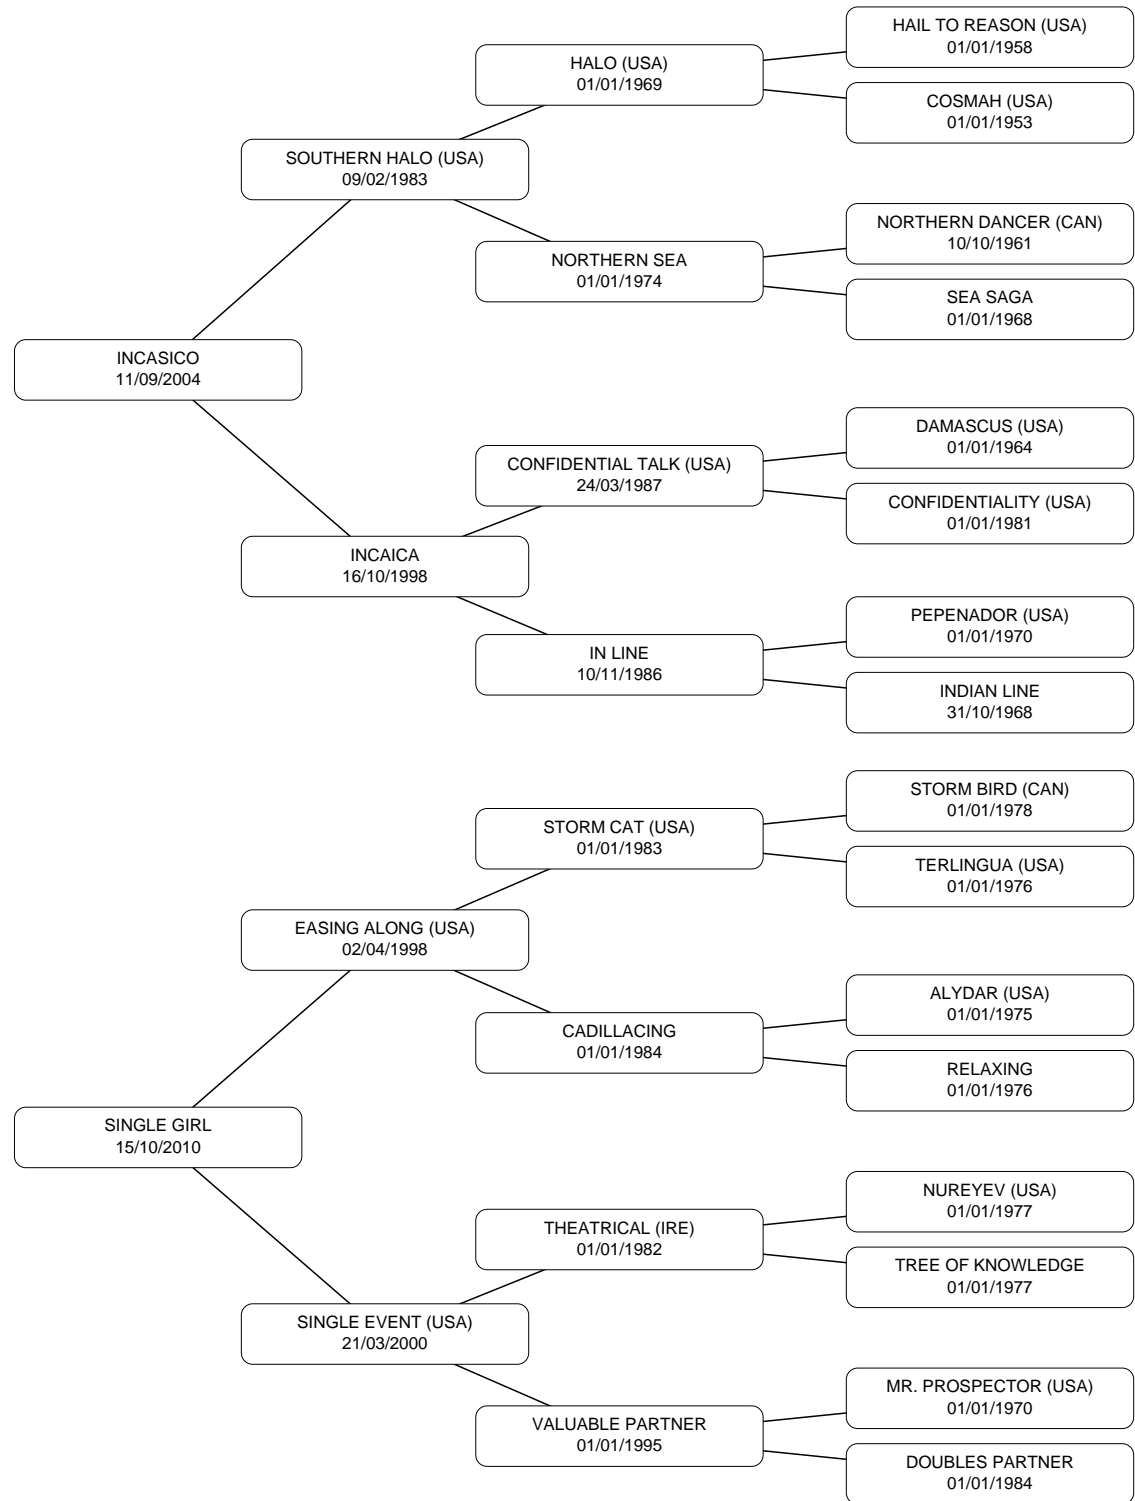 HAIL TO REASON (USA)
01/01/1958
HALO (USA)
01/01/1969
COSMAH (USA)
01/01/1953
SOUTHERN HALO (USA)
09/02/1983
NORTHERN DANCER (CAN)
10/10/1961
NORTHERN SEA
01/01/1974
SEA SAGA
01/01/1968
INCASICO
11/09/2004
DAMASCUS (USA)
01/01/1964
CONFIDENTIAL TALK (USA)
24/03/1987
CONFIDENTIALITY (USA)
01/01/1981
INCAICA
16/10/1998
PEPENADOR (USA)
01/01/1970
IN LINE
10/11/1986
INDIAN LINE
31/10/1968
STORM BIRD (CAN)
01/01/1978
STORM CAT (USA)
01/01/1983
TERLINGUA (USA)
01/01/1976
EASING ALONG (USA)
02/04/1998
ALYDAR (USA)
01/01/1975
CADILLACING
01/01/1984
RELAXING
01/01/1976
SINGLE GIRL
15/10/2010
NUREYEV (USA)
01/01/1977
THEATRICAL (IRE)
01/01/1982
TREE OF KNOWLEDGE
01/01/1977
SINGLE EVENT (USA)
21/03/2000
MR. PROSPECTOR (USA)
01/01/1970
VALUABLE PARTNER
01/01/1995
DOUBLES PARTNER
01/01/1984